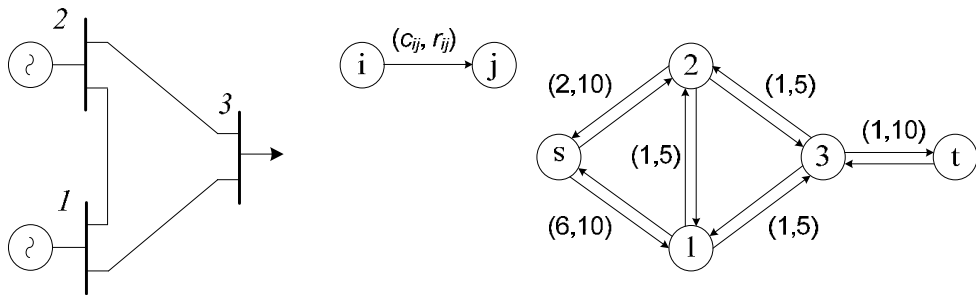 2
1
3
(c_ij, r_ij)
i
j
(2,10)
2
(1,5)
s
(1,5)
3
(1,10)
t
(6,10)
1
(1,5)